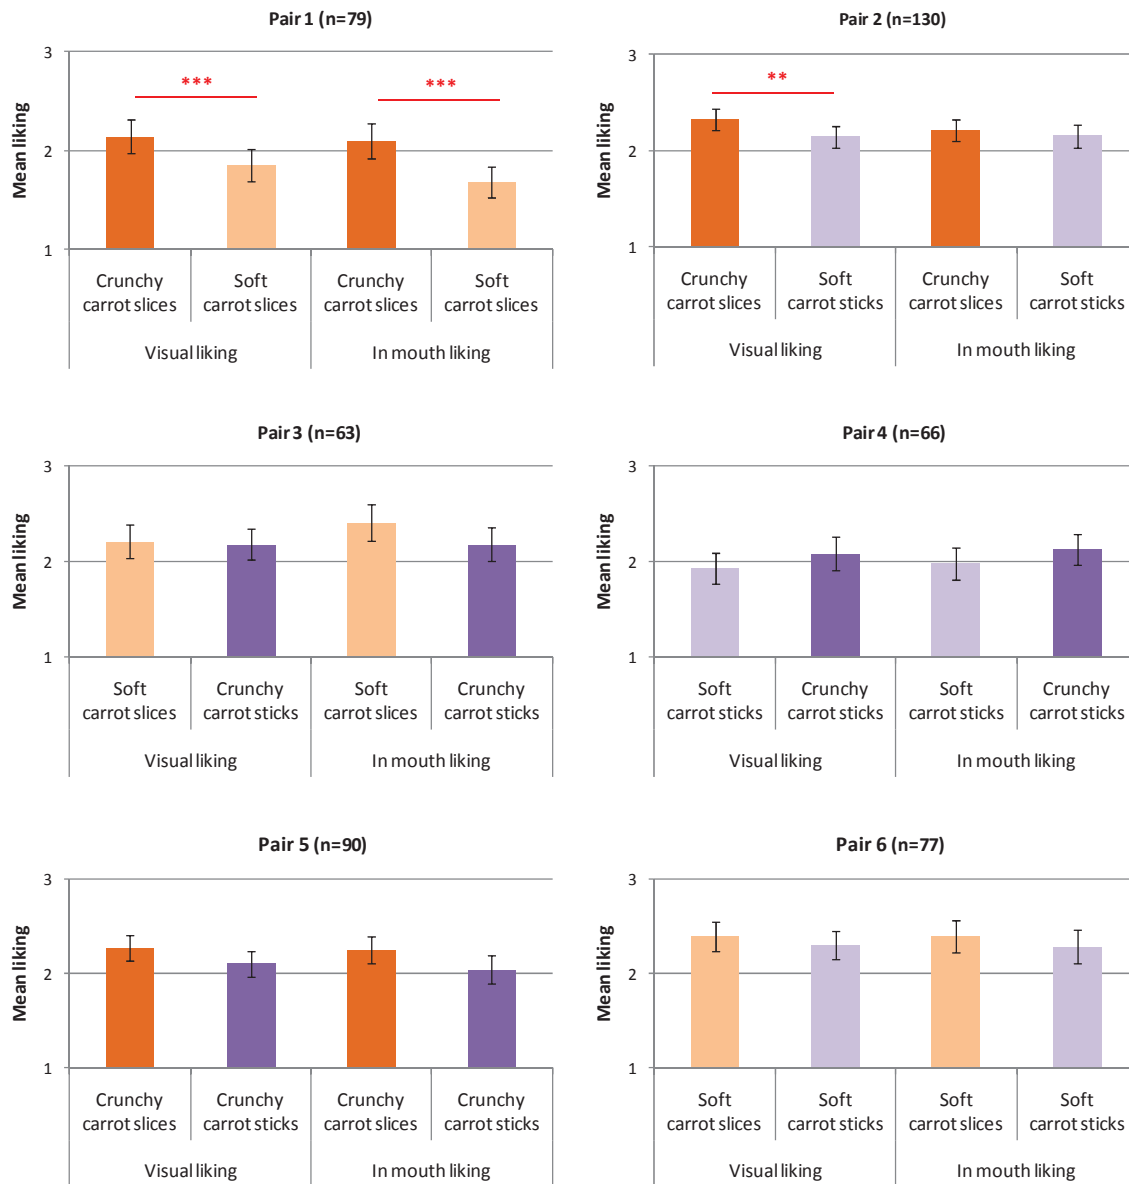 Pair 1 (n=79)
3
2
1
Mean liking
***
***
Crunchy
carrot slices
Soft
carrot slices
Crunchy
carrot slices
Soft
carrot slices
Visual liking
In mouth liking
Pair 2 (n=130)
3
2
1
Mean liking
**
Crunchy
carrot slices
Soft
carrot sticks
Crunchy
carrot slices
Soft
carrot sticks
Visual liking
In mouth liking
Pair 3 (n=63)
3
2
1
Mean liking
Soft
carrot slices
Crunchy
carrot sticks
Soft
carrot slices
Crunchy
carrot sticks
Visual liking
In mouth liking
Pair 4 (n=66)
3
2
1
Mean liking
Soft
carrot sticks
Crunchy
carrot sticks
Soft
carrot sticks
Crunchy
carrot sticks
Visual liking
In mouth liking
Pair 5 (n=90)
3
2
1
Mean liking
Crunchy
carrot slices
Crunchy
carrot sticks
Crunchy
carrot slices
Crunchy
carrot sticks
Visual liking
In mouth liking
Pair 6 (n=77)
3
2
1
Mean liking
Soft
carrot slices
Soft
carrot sticks
Soft
carrot slices
Soft
carrot sticks
Visual liking
In mouth liking